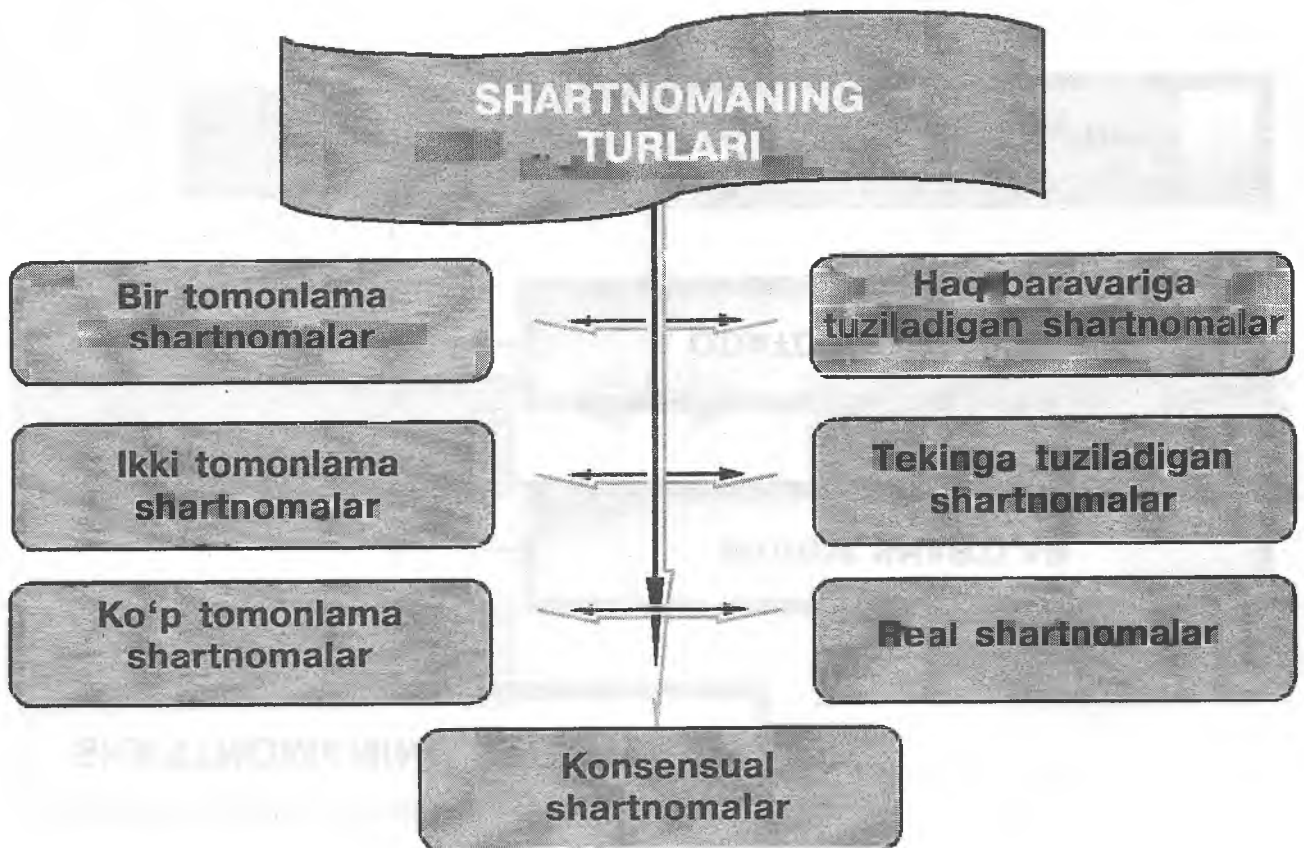 SHARTNOMANING
TURLARI
Bir tomonlama
shartnomalar
Haq baravariga
tuziladigan shartnomalar
Ikki tomonlama
shartnomalar
Tekinga tuziladigan
shartnomalar
Ko‘p tomonlama
shartnomalar
Real shartnomalar
Konsensual
shartnomalar